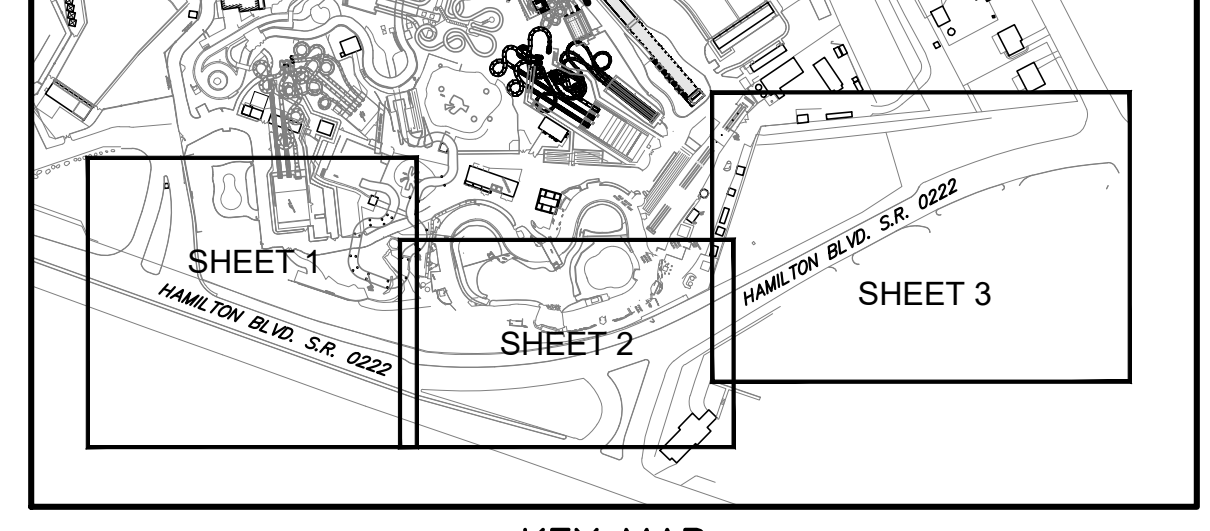 HAMILTON BLVD. S.R. 0222
SHEET 3
SHEET 1
HAMILTON BLVD. S.R. 0222
SHEET 2
KEY MAP